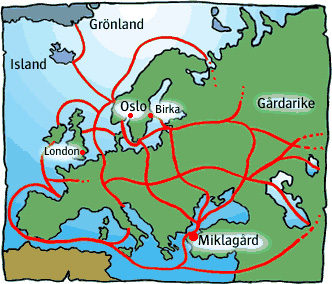 Grönland
Island
Oslo
Birka
Gårdarike
London
Miklagård